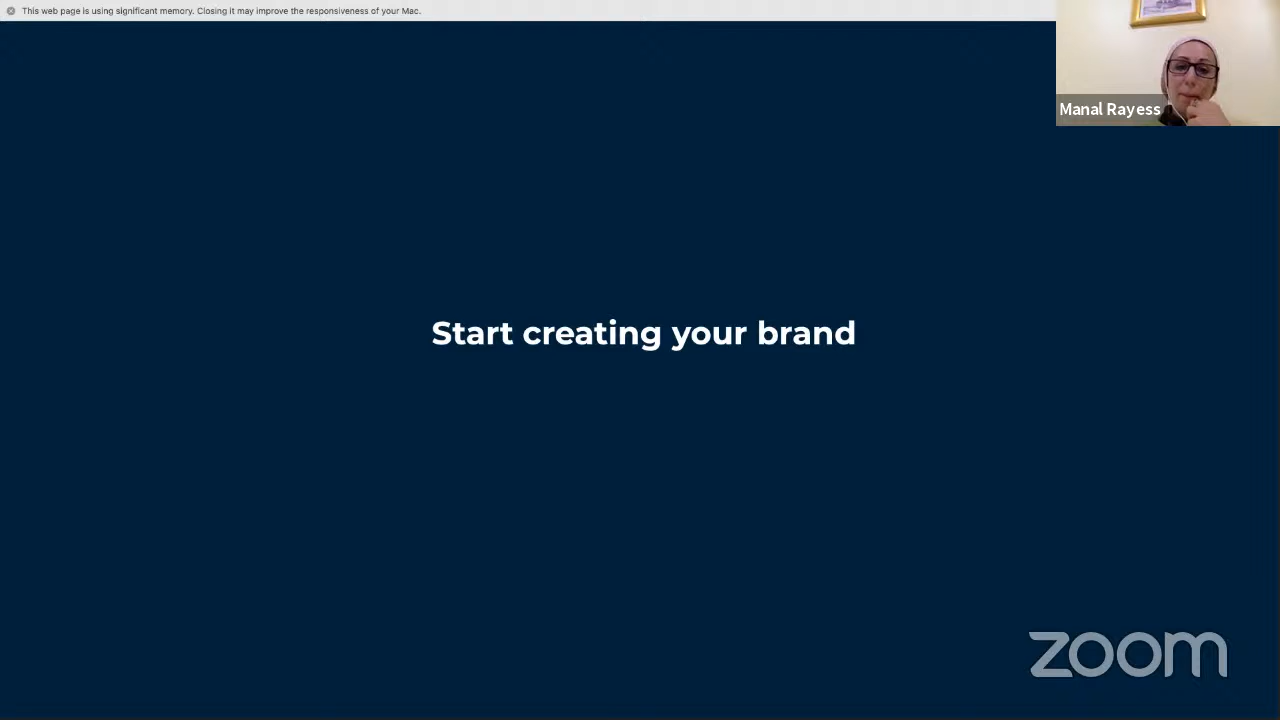 This web page is using significant memory. Closing it may improve the responsiveness of your Mac.
Manal Rayess
Start creating your brand
zoom